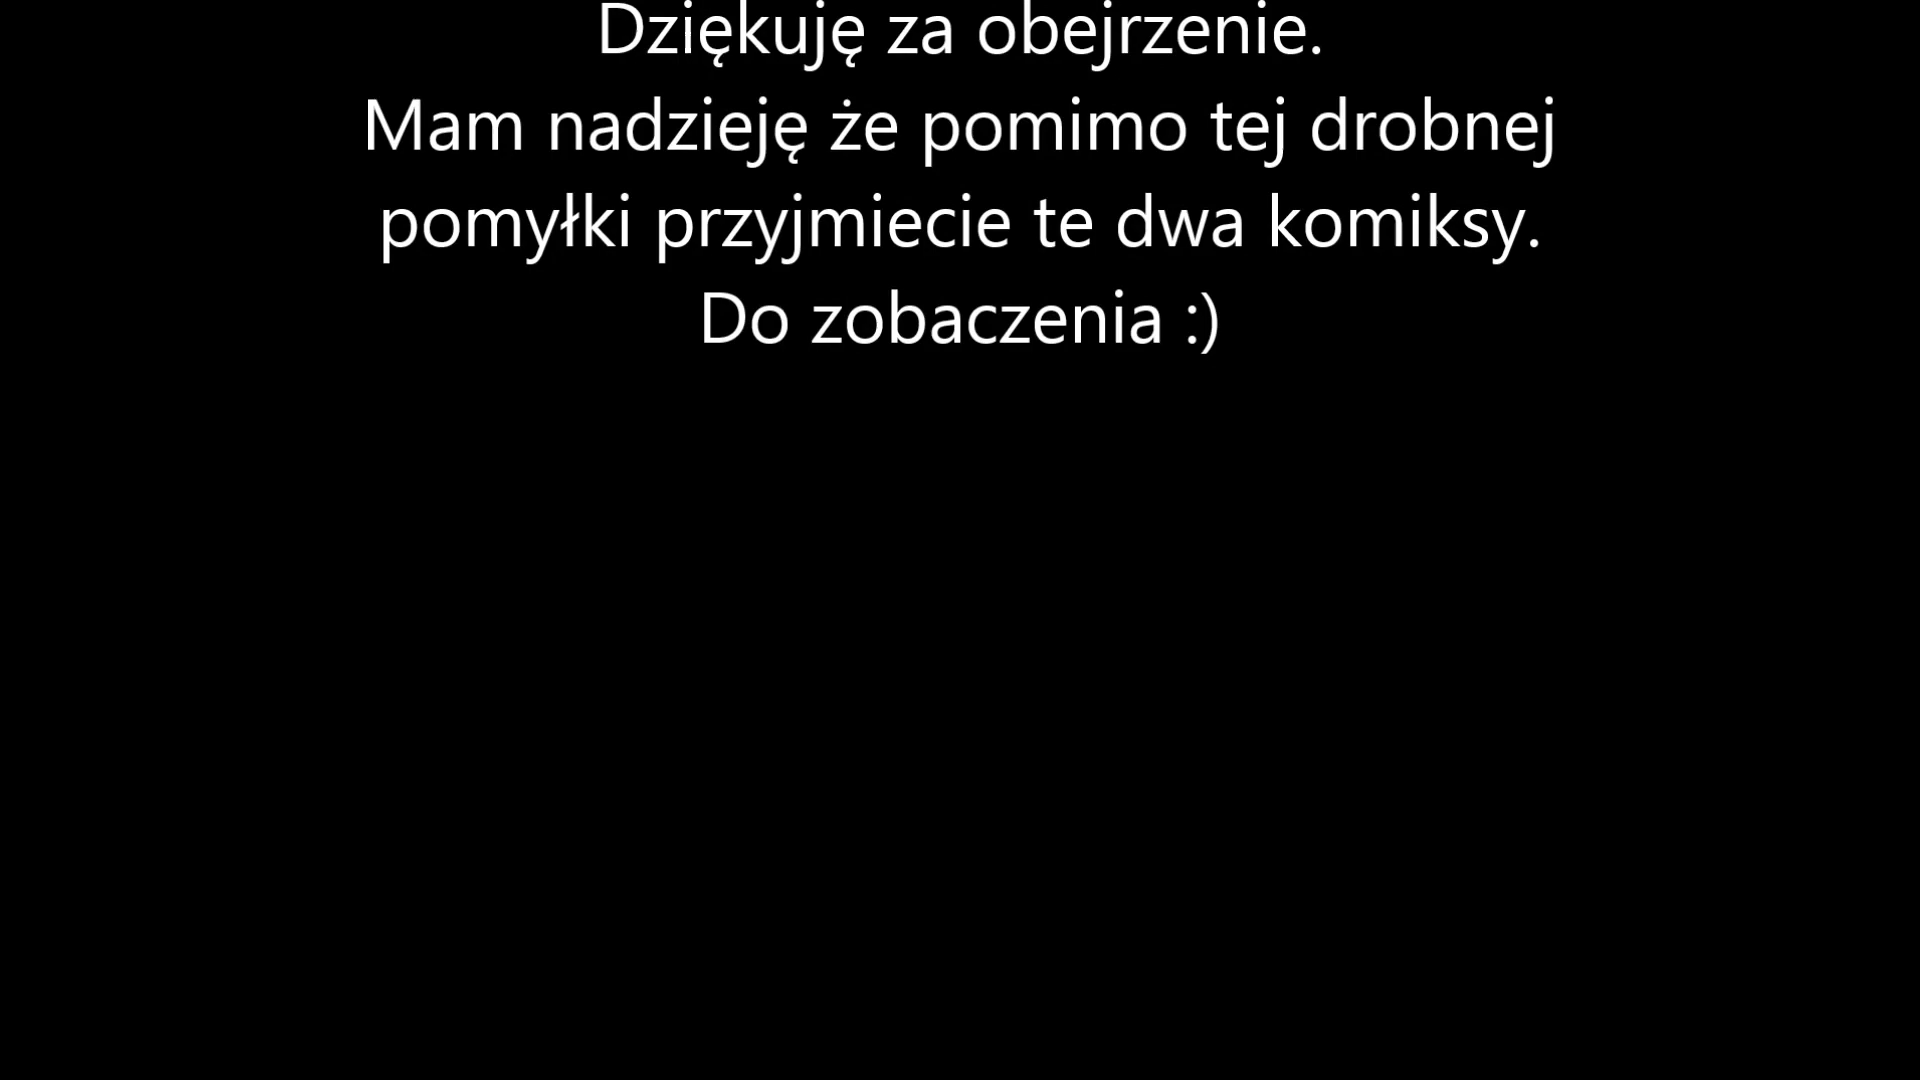 Dziękuję za obejrzenie.
Mam nadzieję że pomimo tej drobnej
pomyłki przyjmiecie te dwa komiksy.
Do zobaczenia :)